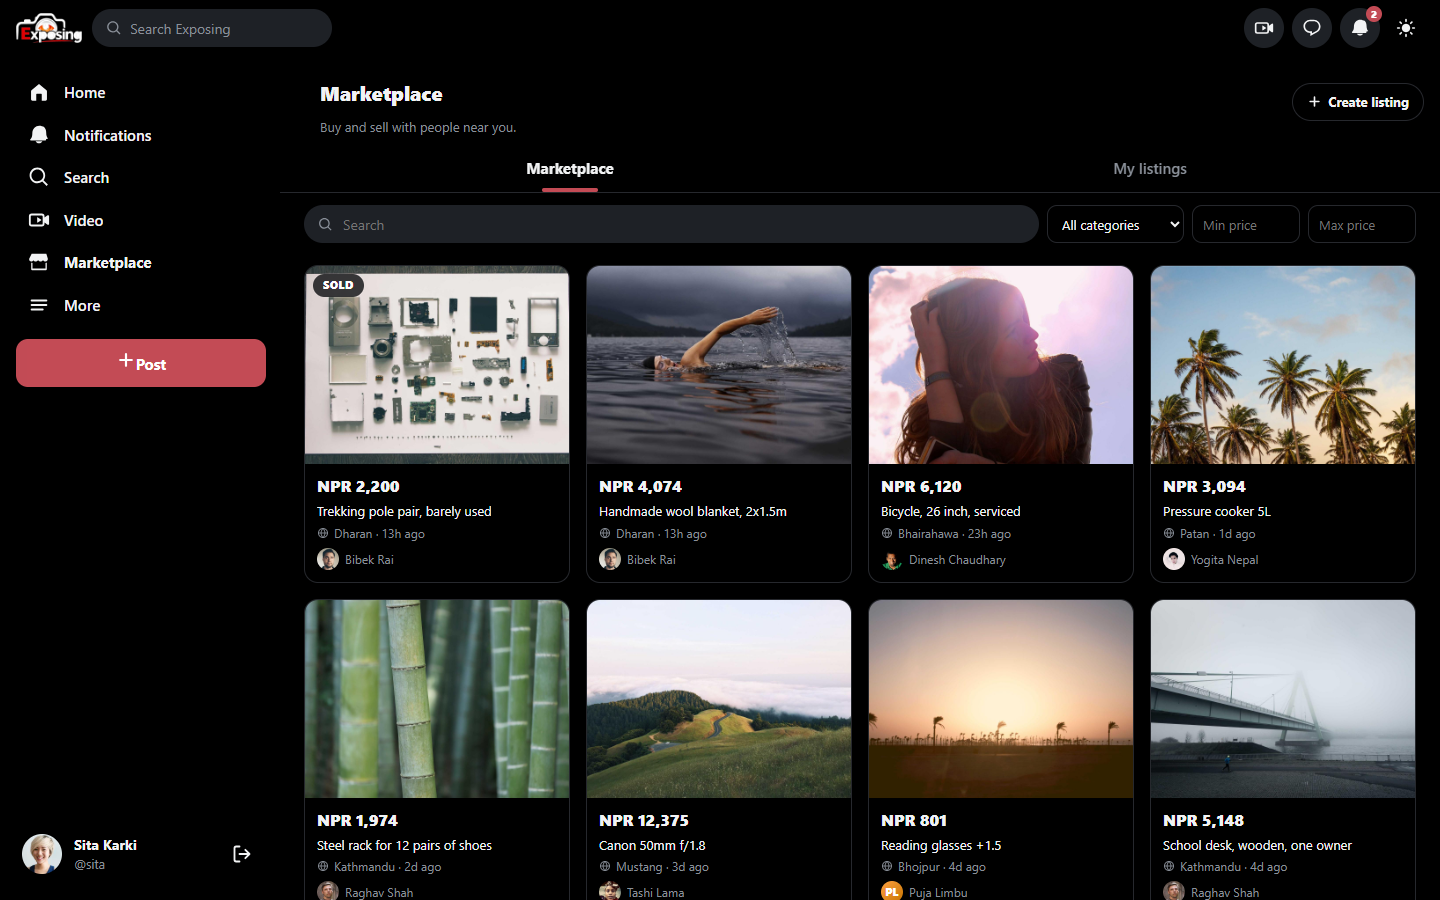 Exposing
Search Exposing
2
Home
Notifications
Search
Video
Marketplace
More
Post
Sita Karki
@sita
Marketplace
Buy and sell with people near you.
Create listing
Marketplace
My listings
Search
All categories
Min price
Max price
SOLD
NPR 2,200
Trekking pole pair, barely used
Dharan · 13h ago
Bibek Rai
NPR 4,074
Handmade wool blanket, 2x1.5m
Dharan · 13h ago
Bibek Rai
NPR 6,120
Bicycle, 26 inch, serviced
Bhairahawa · 23h ago
Dinesh Chaudhary
NPR 3,094
Pressure cooker 5L
Patan · 1d ago
Yogita Nepal
NPR 1,974
Steel rack for 12 pairs of shoes
Kathmandu · 2d ago
Raghav Shah
NPR 12,375
Canon 50mm f/1.8
Mustang · 3d ago
Tashi Lama
NPR 801
Reading glasses +1.5
Bhojpur · 4d ago
PL
Puja Limbu
NPR 5,148
School desk, wooden, one owner
Kathmandu · 4d ago
Raghav Shah